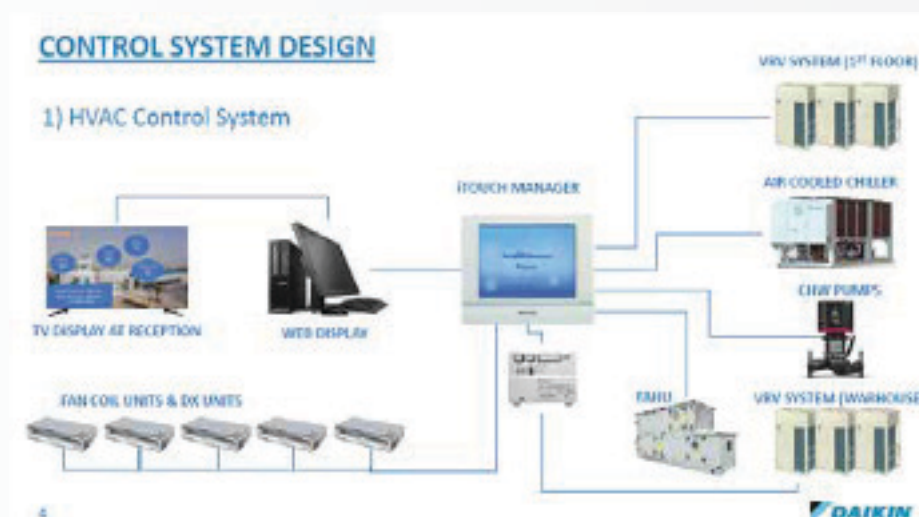 CONTROL SYSTEM DESIGN
1) HVAC Control System
VRV SYSTEM (1ST FLOOR)
iTOUCH MANAGER
AIR COOLED CHILLER
TV DISPLAY AT RECEPTION
WEB DISPLAY
CHW PUMPS
FAN COIL UNITS & DX UNITS
FAHU
VRV SYSTEM (WARHOUSE
4
DAIKIN